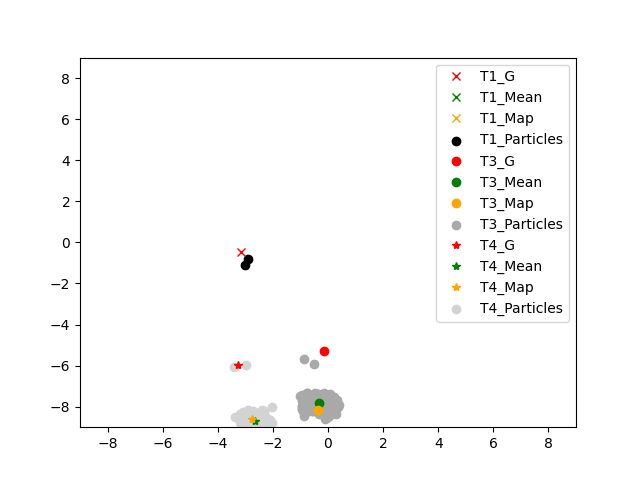 8
6
4
2
0
−2
−4
−6
−8
−8 −6 −4 −2 0 2 4 6 8
T1_G
T1_Mean
T1_Map
T1_Particles
T3_G
T3_Mean
T3_Map
T3_Particles
T4_G
T4_Mean
T4_Map
T4_Particles